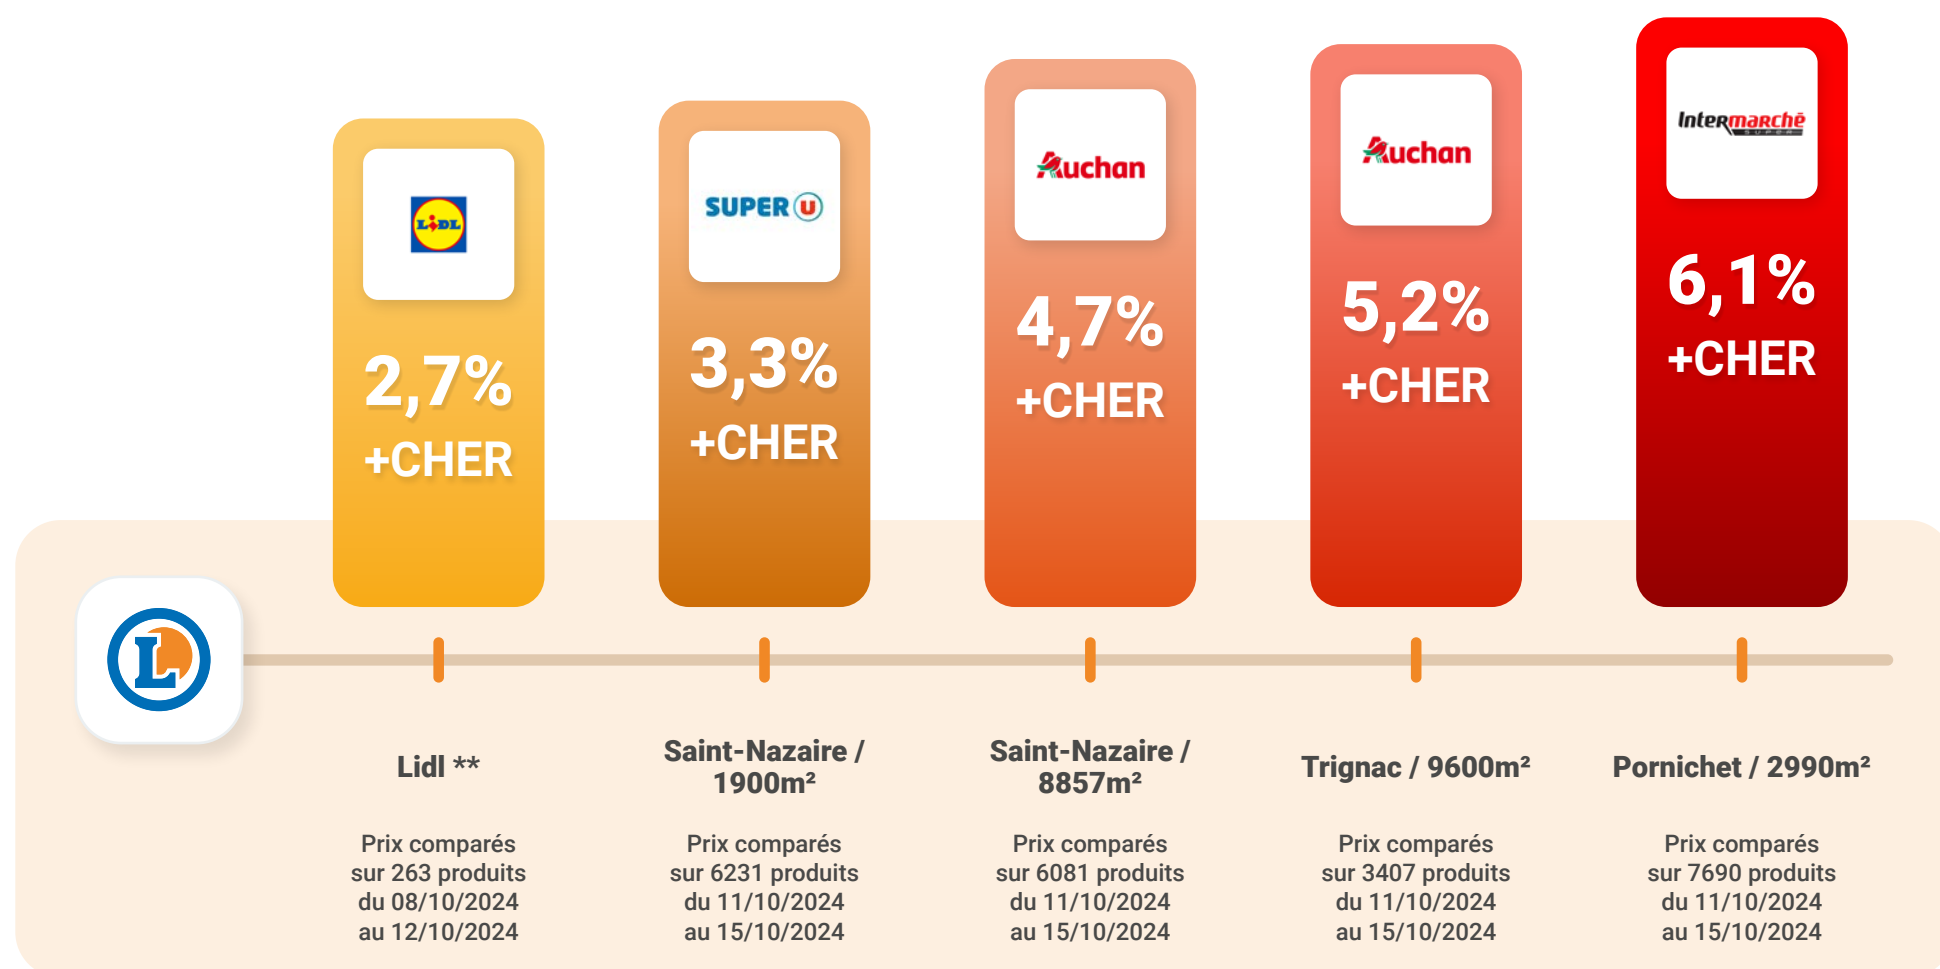 LIDL
2,7%
+CHER
SUPER U
3,3%
+CHER
Auchan
4,7%
+CHER
Auchan
5,2%
+CHER
Intermarchē
SUPER
6,1%
+CHER
L
Lidl **
Prix comparés
sur 263 produits
du 08/10/2024
au 12/10/2024
Saint-Nazaire /
1900m²
Prix comparés
sur 6231 produits
du 11/10/2024
au 15/10/2024
Saint-Nazaire /
8857m²
Prix comparés
sur 6081 produits
du 11/10/2024
au 15/10/2024
Trignac / 9600m²
Prix comparés
sur 3407 produits
du 11/10/2024
au 15/10/2024
Pornichet / 2990m²
Prix comparés
sur 7690 produits
du 11/10/2024
au 15/10/2024